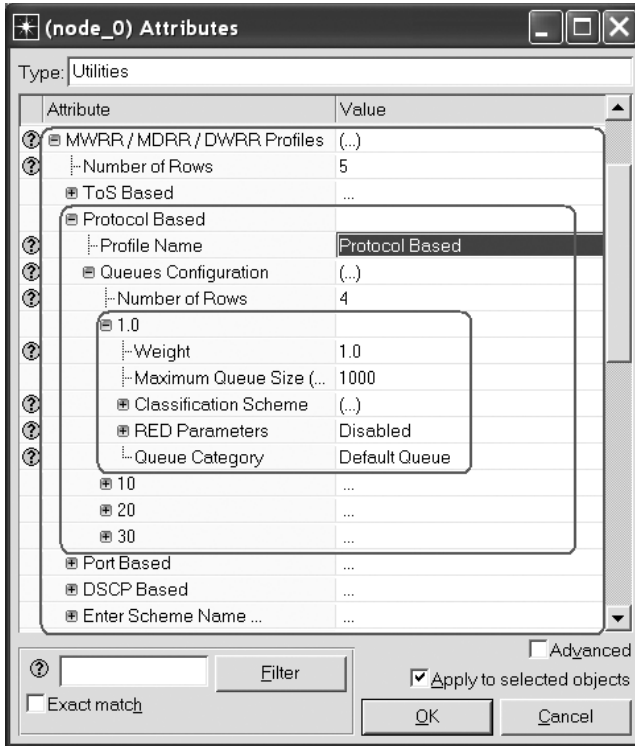 (node_0) Attributes
Type: Utilities
Attribute Value
MWRR / MDRR / DWRR Profiles (...)
Number of Rows 5
ToS Based ...
Protocol Based
Profile Name Protocol Based
Queues Configuration (...)
Number of Rows 4
1.0
Weight 1.0
Maximum Queue Size (... 1000
Classification Scheme (...)
RED Parameters Disabled
Queue Category Default Queue
10 ...
20 ...
30 ...
Port Based ...
DSCP Based ...
Enter Scheme Name ... ...
Advanced
Filter
Apply to selected objects
Exact match
OK Cancel